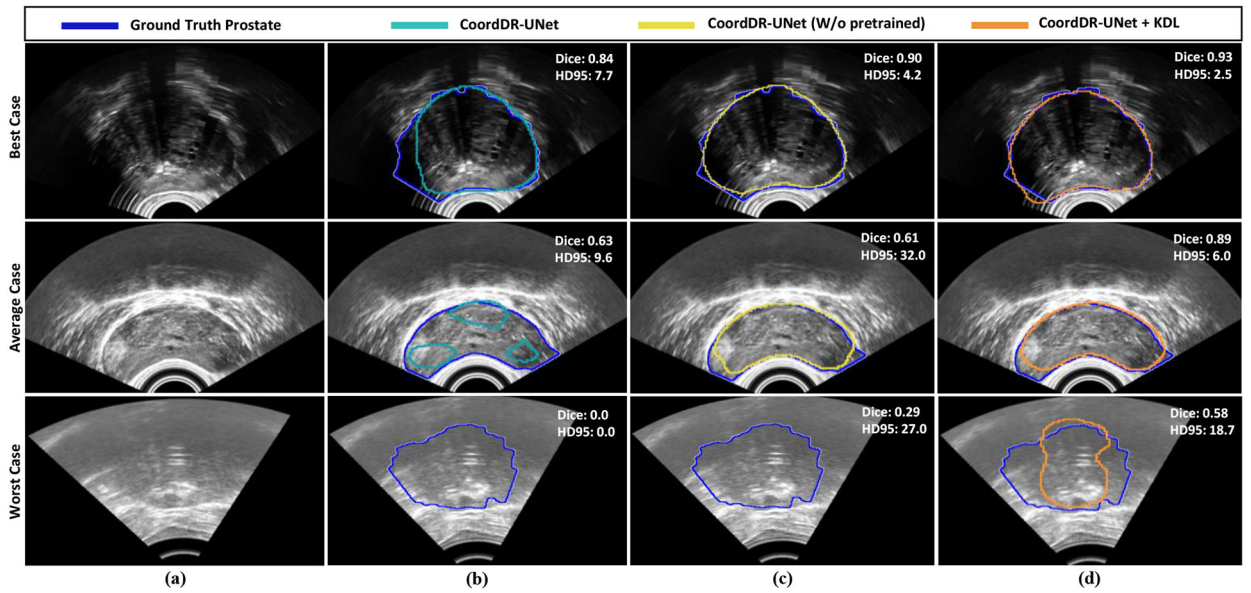 Ground Truth Prostate
CoordDR-UNet
CoordDR-UNet (W/o pretrained)
CoordDR-UNet + KDL
Best Case
Dice: 0.84
HD95: 7.7
Dice: 0.90
HD95: 4.2
Dice: 0.93
HD95: 2.5
Average Case
Dice: 0.63
HD95: 9.6
Dice: 0.61
HD95: 32.0
Dice: 0.89
HD95: 6.0
Worst Case
Dice: 0.0
HD95: 0.0
Dice: 0.29
HD95: 27.0
Dice: 0.58
HD95: 18.7
(a)
(b)
(c)
(d)